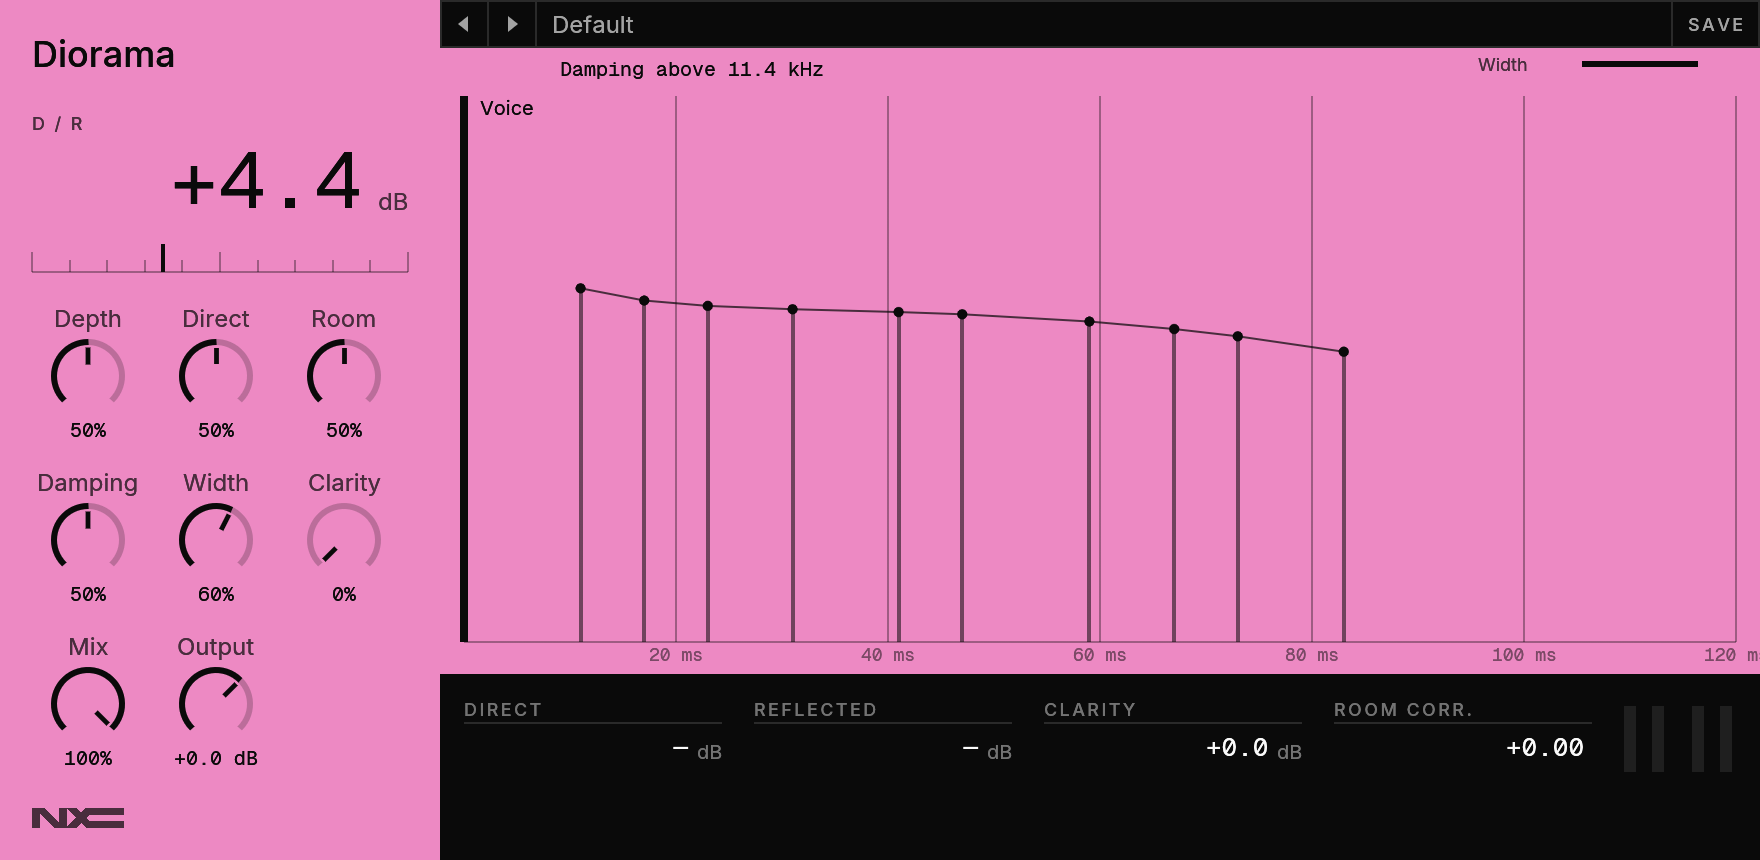 Diorama
D / R
+4.4 dB
Depth Direct Room
50% 50% 50%
Damping Width Clarity
50% 60% 0%
Mix Output
100% +0.0 dB
NXE
Default
SAVE
Damping above 11.4 kHz
Width
Voice
20 ms 40 ms 60 ms 80 ms 100 ms 120 m
DIRECT REFLECTED CLARITY ROOM CORR.
– dB – dB +0.0 dB +0.00